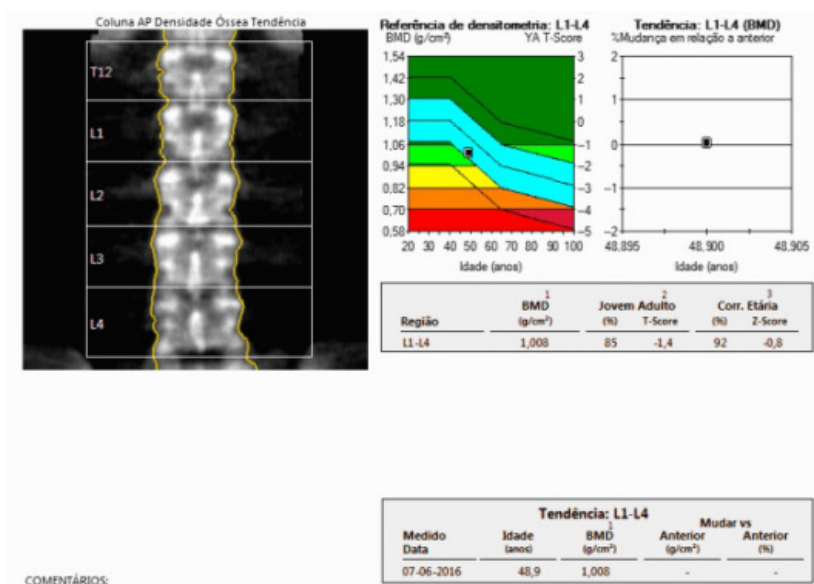 Coluna AP Densidade Óssea Tendência
T12
L1
L2
L3
L4
Referência de densitometria: L1-L4
BMD (g/cm²) YA T-Score
1,54 3
1,42 2
1,30 1
1,18 0
1,06 -1
0,94 -2
0,82 -3
0,70 -4
0,58 -5
20 30 40 50 60 70 80 90 100
Idade (anos)
Tendência: L1-L4 (BMD)
%Mudança em relação a anterior
2
1
0
-1
-2
48,895 48,900 48,905
Idade (anos)
1 2 3
BMD Jovem Adulto Corr. Etária
Região (g/cm²) (%) T-Score (%) Z-Score
L1-L4 1,008 85 -1,4 92 -0,8
Tendência: L1-L4
1 Mudar vs
Medido Idade BMD Anterior Anterior
Data (anos) (g/cm²) (g/cm²) (%)
07-06-2016 48,9 1,008 - -
COMENTÁRIOS: